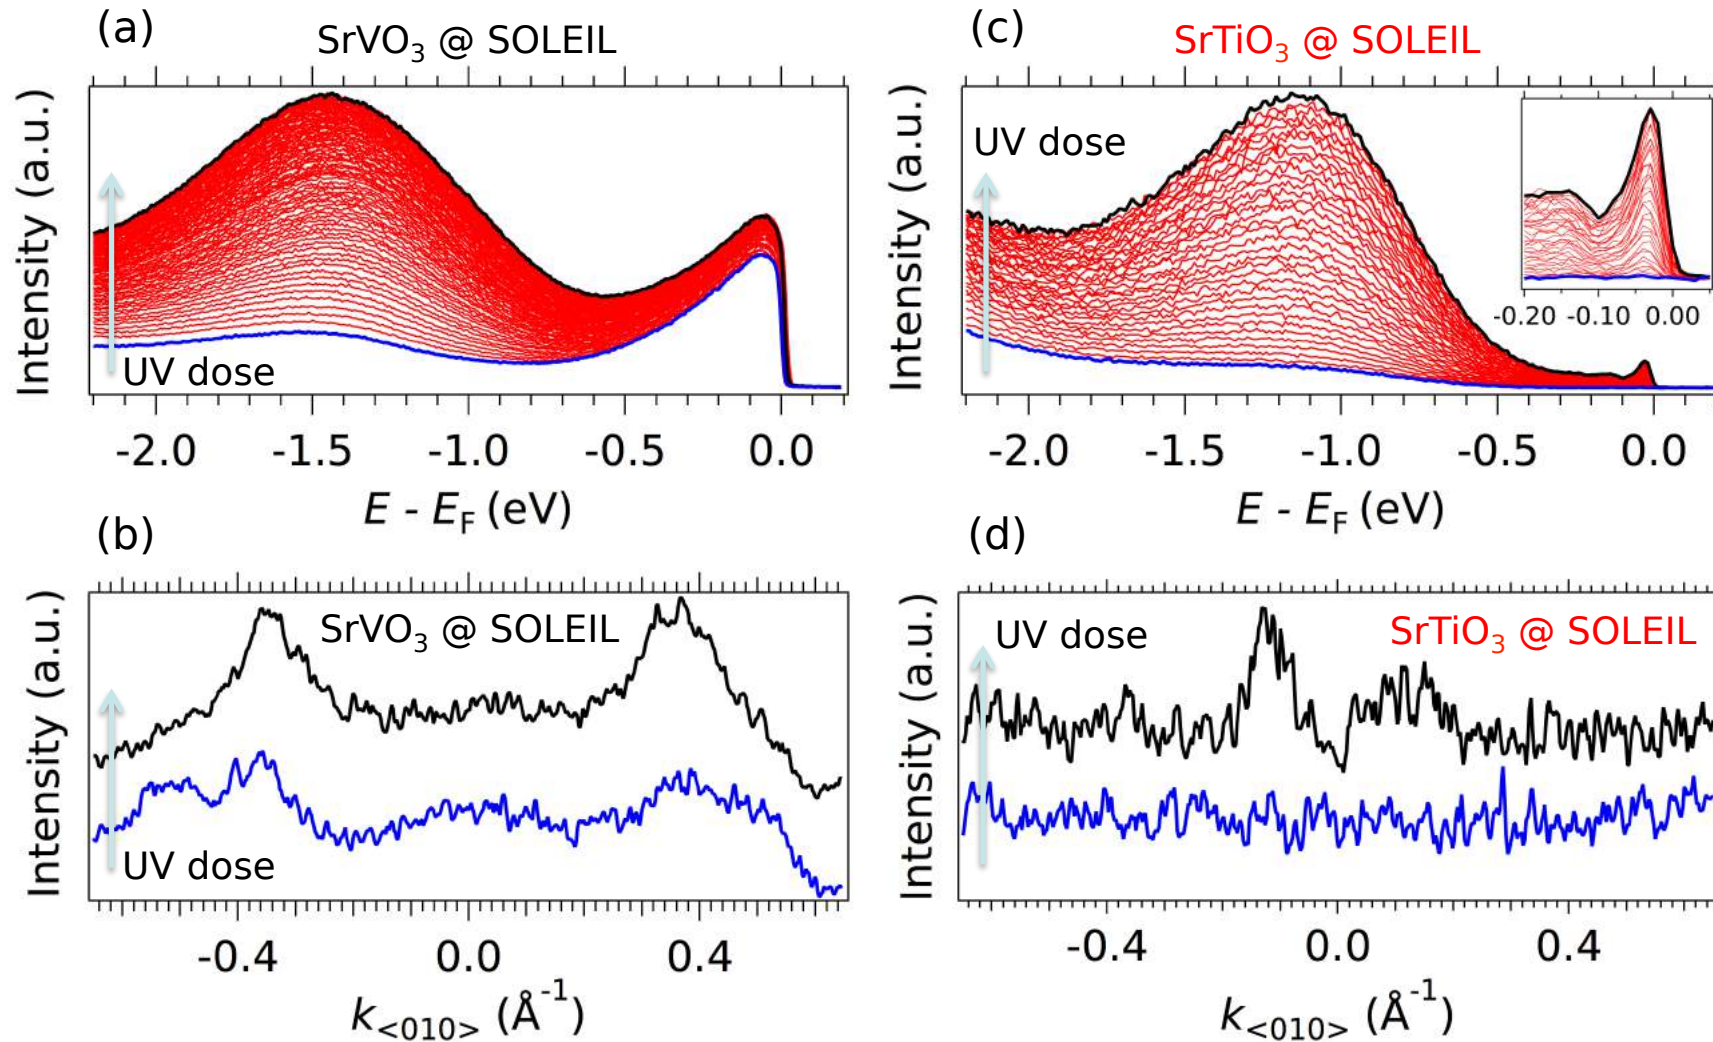 (a)
SrVO₃ @ SOLEIL
Intensity (a.u.)
UV dose
-2.0 -1.5 -1.0 -0.5 0.0
E - E_F (eV)
(c)
SrTiO₃ @ SOLEIL
Intensity (a.u.)
UV dose
-0.20 -0.10 0.00
-2.0 -1.5 -1.0 -0.5 0.0
E - E_F (eV)
(b)
SrVO₃ @ SOLEIL
Intensity (a.u.)
UV dose
-0.4 0.0 0.4
k<010> (Å⁻¹)
(d)
UV dose
SrTiO₃ @ SOLEIL
Intensity (a.u.)
-0.4 0.0 0.4
k<010> (Å⁻¹)